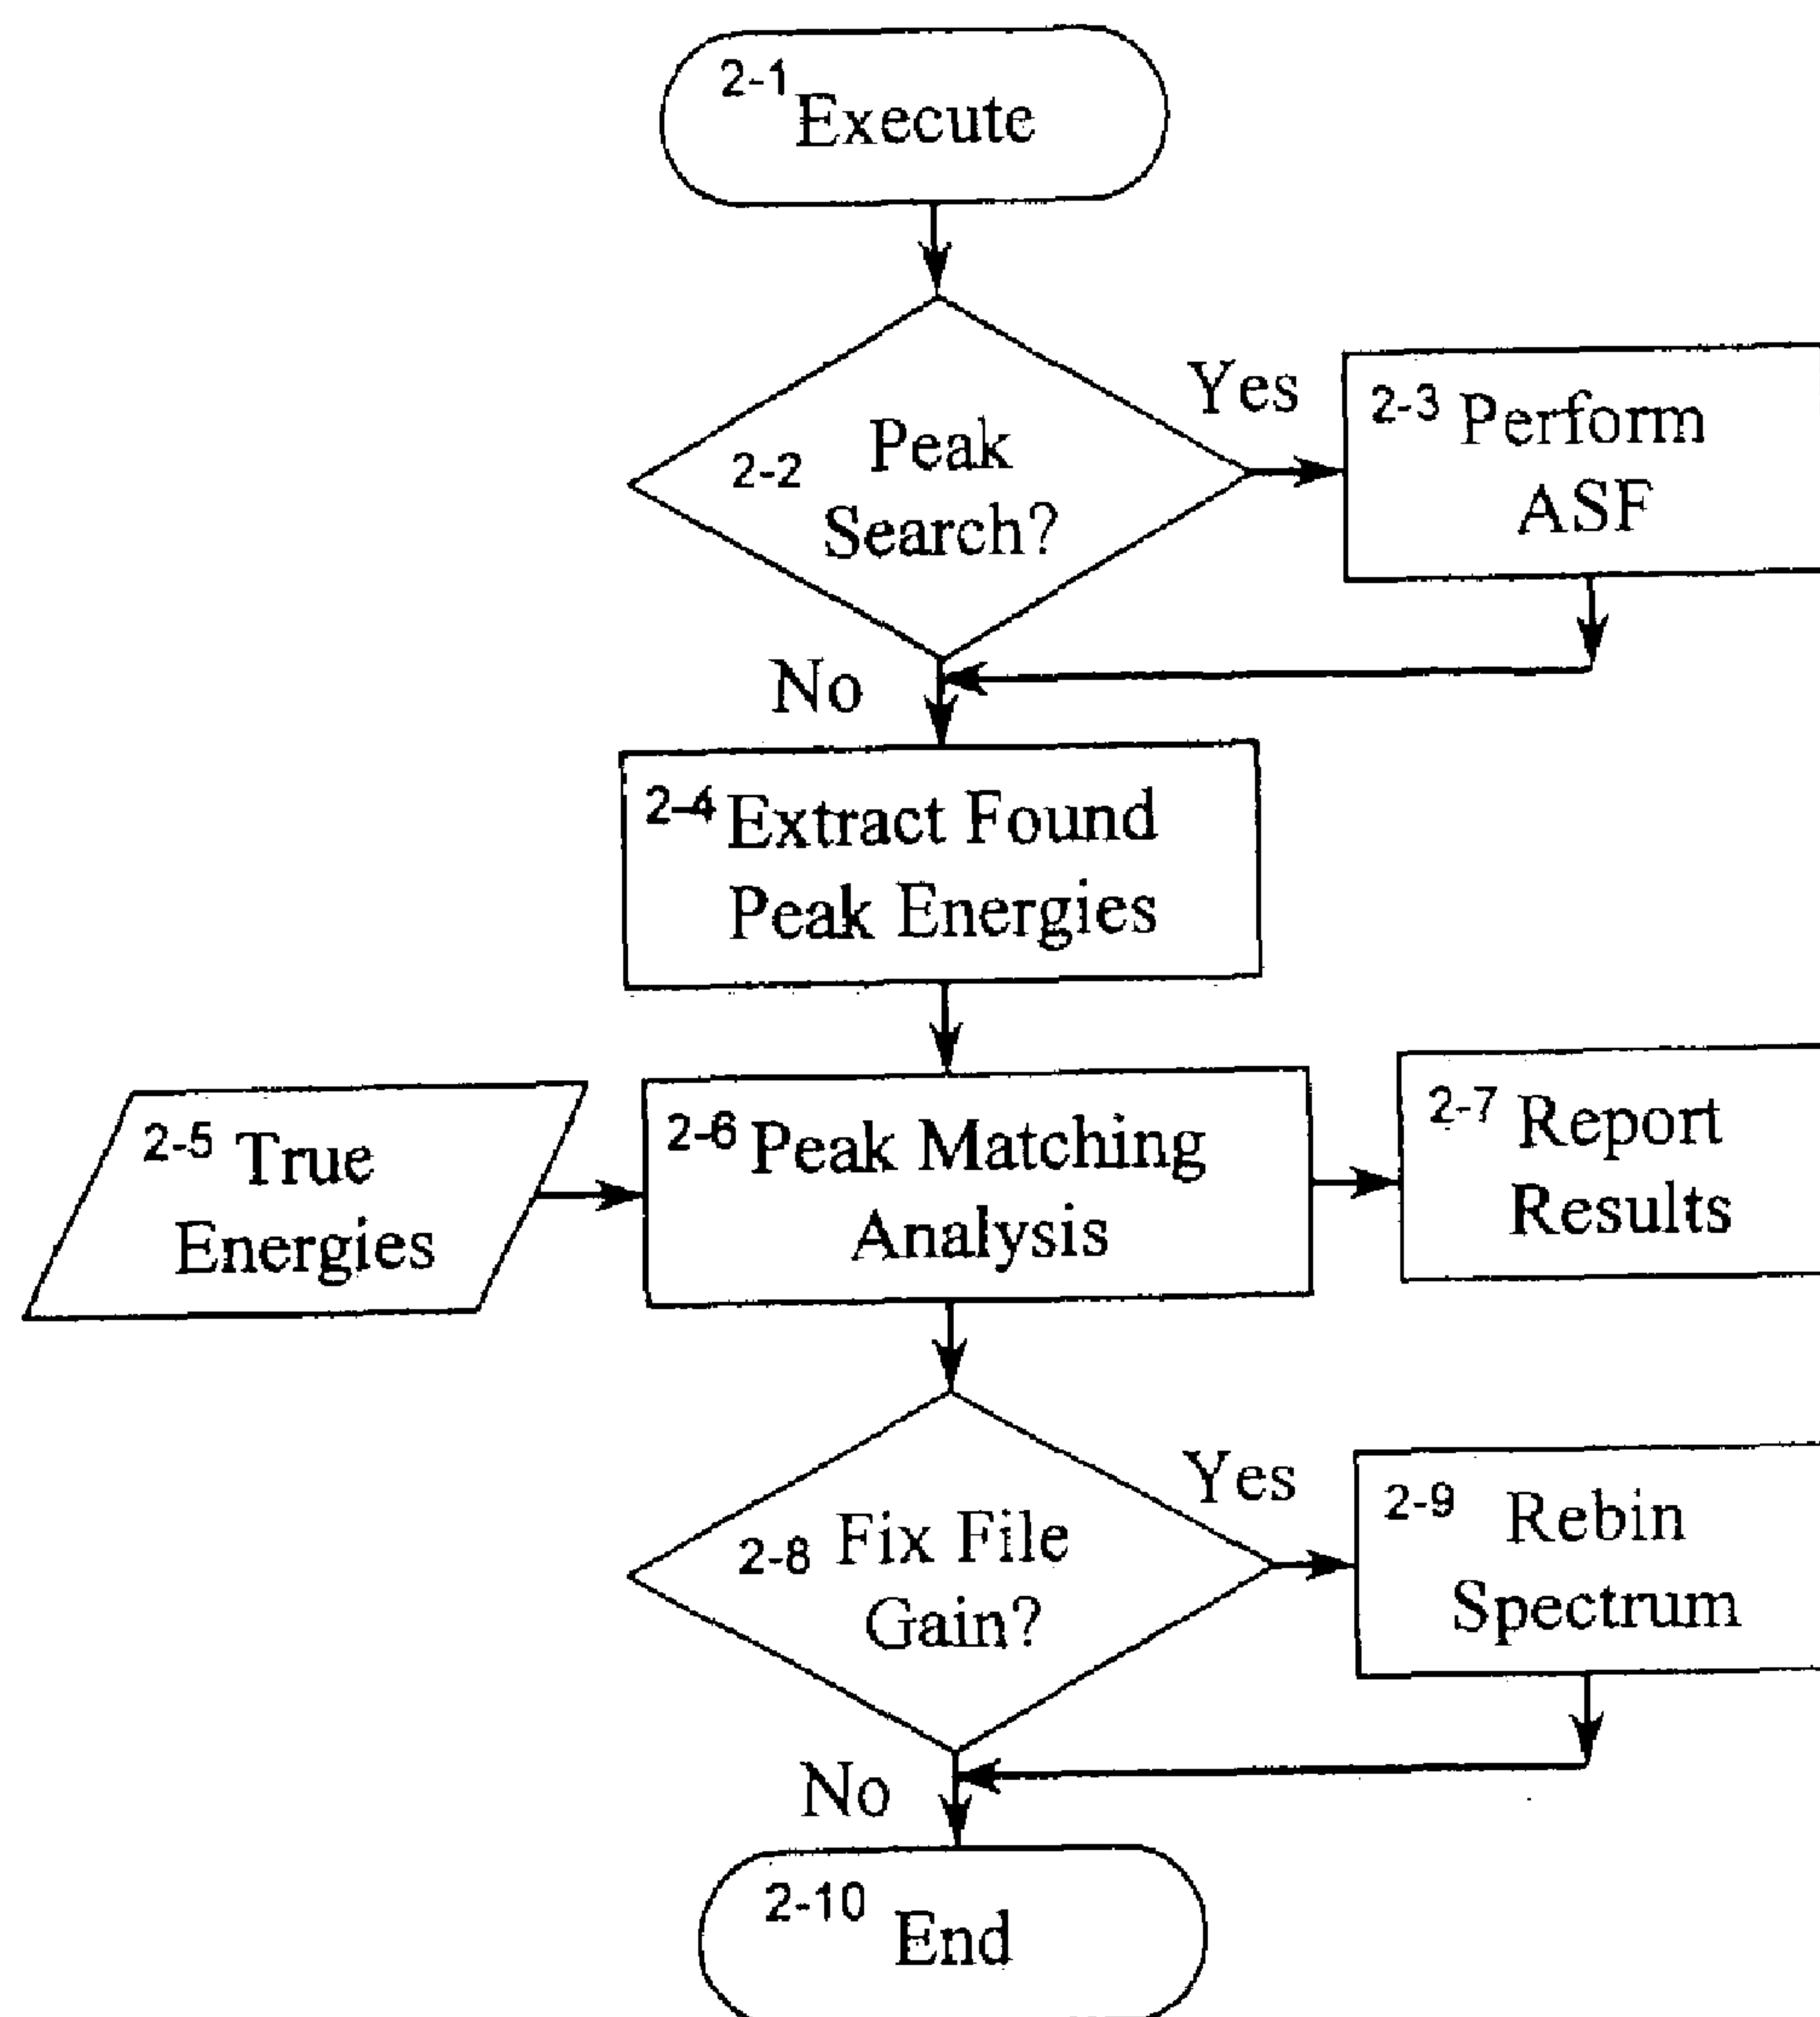 2-1 Execute
2-2 Peak
Search?
Yes
2-3 Perform
ASF
No
2-4 Extract Found
Peak Energies
2-5 True
Energies
2-6 Peak Matching
Analysis
2-7 Report
Results
2-8 Fix File
Gain?
Yes
2-9 Rebin
Spectrum
No
2-10 End